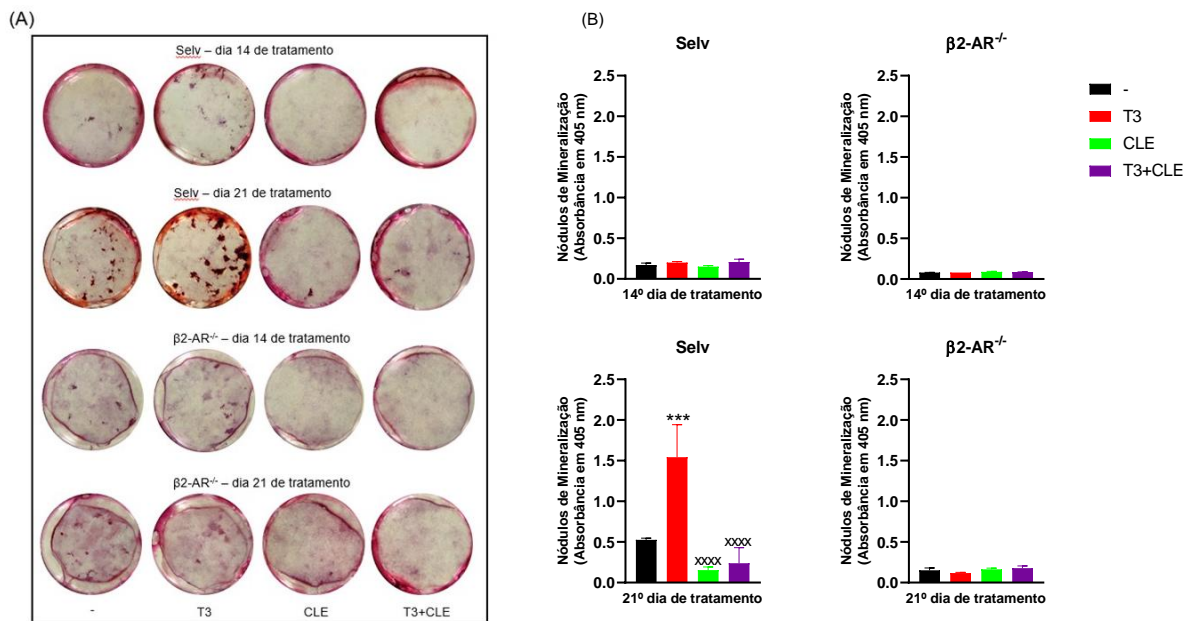 (A)
Selv – dia 14 de tratamento
Selv – dia 21 de tratamento
β2-AR-/- – dia 14 de tratamento
β2-AR-/- – dia 21 de tratamento
- T3 CLE T3+CLE
(B)
Selv
Nódulos de Mineralização
(Absorbância em 405 nm)
2.5
2.0
1.5
1.0
0.5
0.0
14º dia de tratamento
β2-AR-/-
Nódulos de Mineralização
(Absorbância em 405 nm)
2.5
2.0
1.5
1.0
0.5
0.0
14º dia de tratamento
-
T3
CLE
T3+CLE
Selv
Nódulos de Mineralização
(Absorbância em 405 nm)
2.5
2.0
1.5
1.0
0.5
0.0
***
xxxx
xxxx
21º dia de tratamento
β2-AR-/-
Nódulos de Mineralização
(Absorbância em 405 nm)
2.5
2.0
1.5
1.0
0.5
0.0
21º dia de tratamento